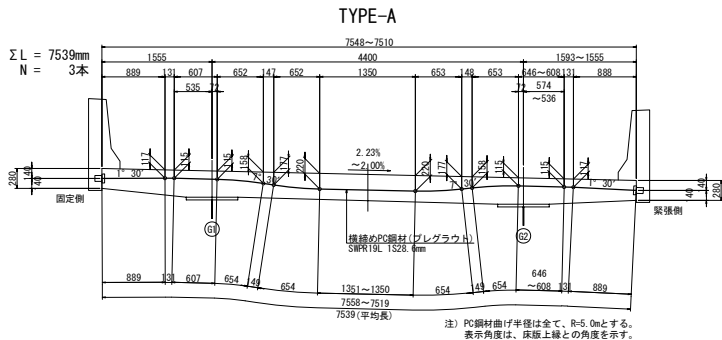 TYPE-A
ΣL = 7539mm
N = 3本
7548~7510
1555 4400 1593~1555
889 131 607 652 147 652 1350 653 148 653 646~608 131 888
535 72 72 574
~536
117 115 115 158 177 220 2.23%
~2.00% 220 177 158 115 115 117
280 140 40 1° 30' 7° 30' 7° 30' 1° 30' 40 40 280
固定側 緊張側
G1 G2
横締めPC鋼材(プレグラウト)
SWPR19L 1S28.6mm
889 131 607 654 149 654 1351~1350 654 149 654 646
~608 131 889
7558~7519
7539(平均長)
注) PC鋼材曲げ半径は全て、R=5.0mとする。
表示角度は、床版上縁との角度を示す。